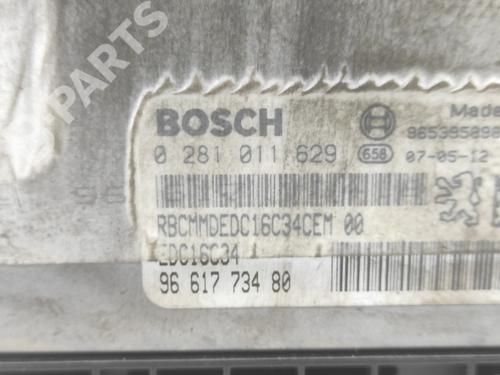 PARTS
BOSCH
Made
0 281 011 629
658
07-05-12
RBCMMDEDC16C34CEM 00
EDC16C34
96 617 734 80